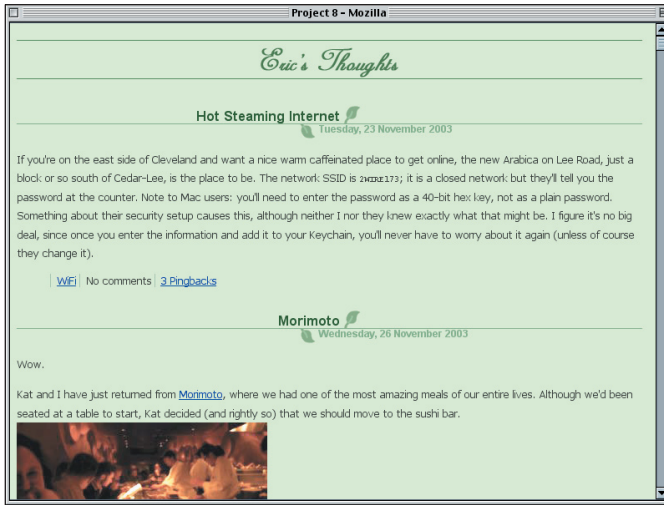 Project 8 - Mozilla
Eric's Thoughts
Hot Steaming Internet
Tuesday, 23 November 2003
If you're on the east side of Cleveland and want a nice warm caffeinated place to get online, the new Arabica on Lee Road, just a
block or so south of Cedar-Lee, is the place to be. The network SSID is 2WIRE173; it is a closed network but they'll tell you the
password at the counter. Note to Mac users: you'll need to enter the password as a 40-bit hex key, not as a plain password.
Something about their security setup causes this, although neither I nor they knew exactly what that might be. I figure it's no big
deal, since once you enter the information and add it to your Keychain, you'll never have to worry about it again (unless of course
they change it).
WiFi No comments 3 Pingbacks
Morimoto
Wednesday, 26 November 2003
Wow.
Kat and I have just returned from Morimoto, where we had one of the most amazing meals of our entire lives. Although we'd been
seated at a table to start, Kat decided (and rightly so) that we should move to the sushi bar.